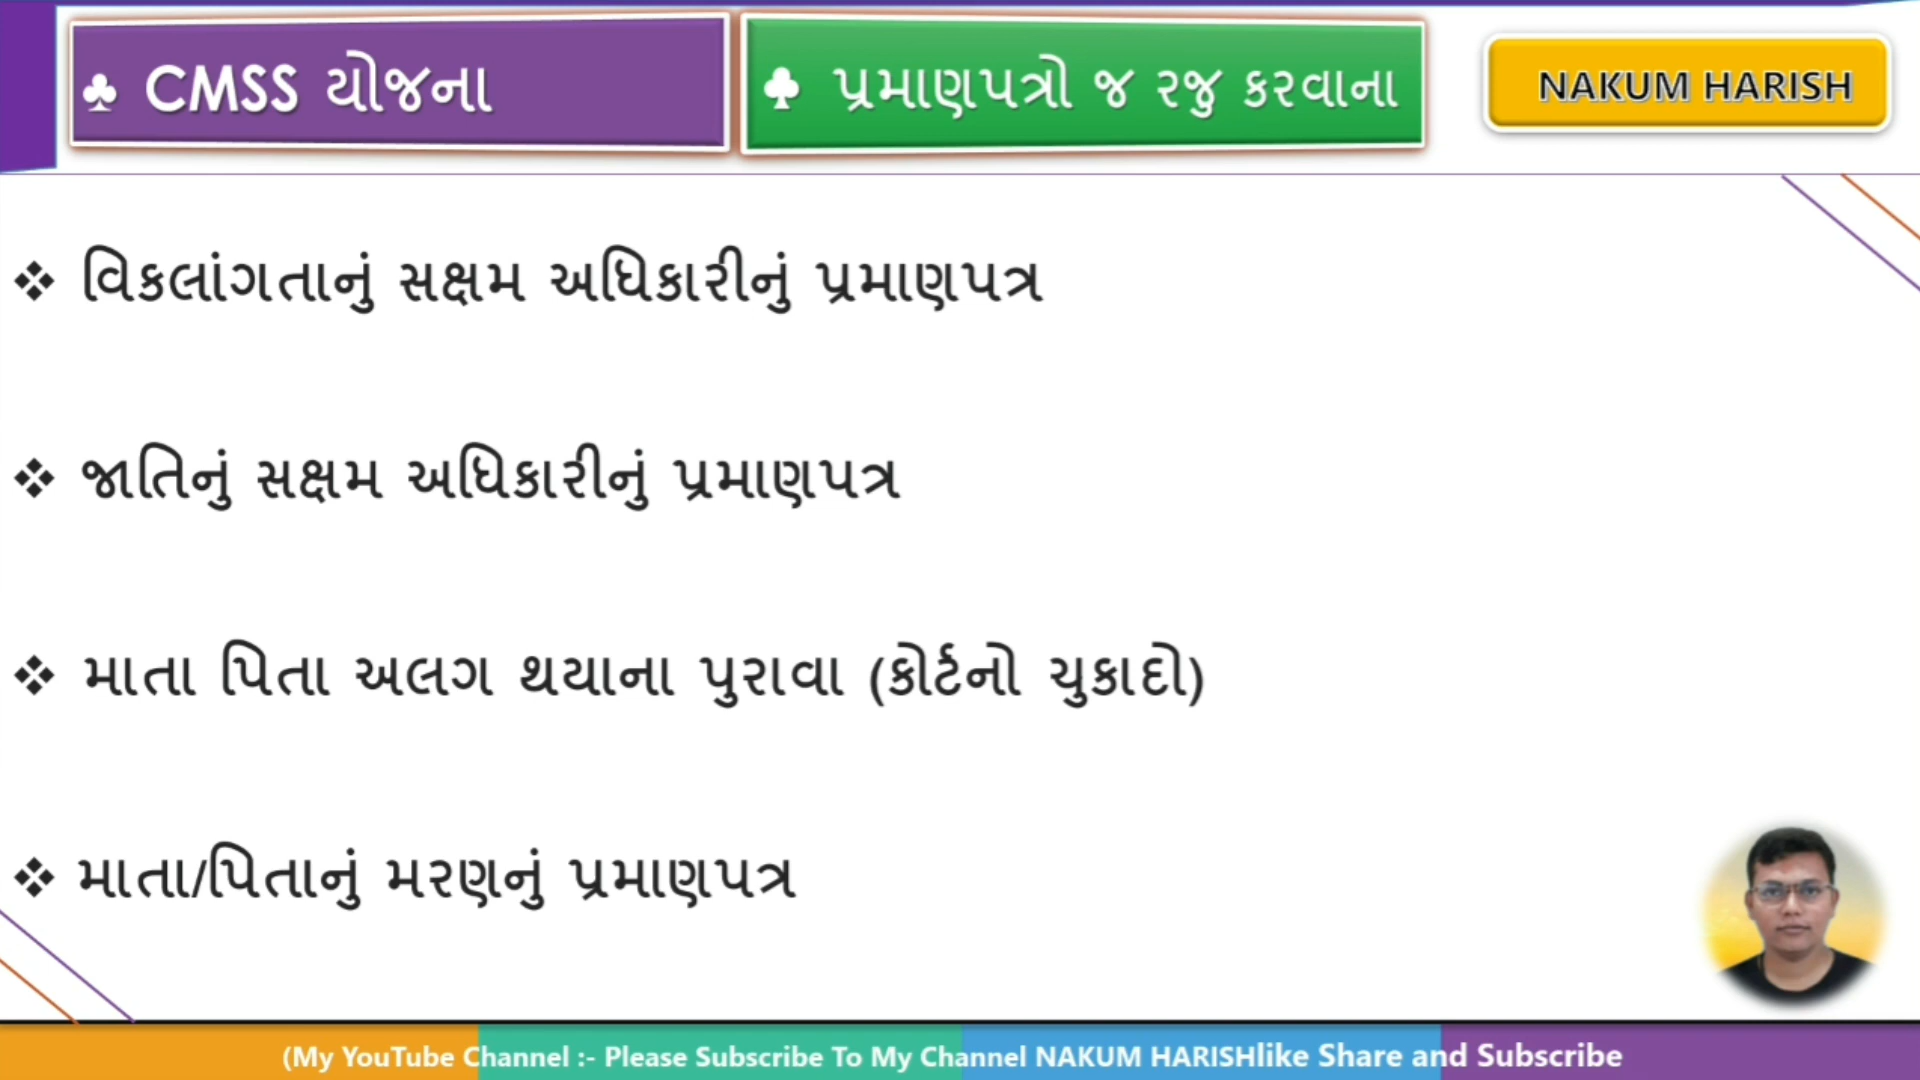 ♣ CMSS યોજના
♣ પ્રમાણપત્રો જ રજુ કરવાના
NAKUM HARISH
❖ વિકલાંગતાનું સક્ષમ અધિકારીનું પ્રમાણપત્ર
❖ જાતિનું સક્ષમ અધિકારીનું પ્રમાણપત્ર
❖ માતા પિતા અલગ થયાના પુરાવા (કોર્ટનો ચુકાદો)
❖ માતા/પિતાનું મરણનું પ્રમાણપત્ર
(My YouTube Channel :- Please Subscribe To My Channel NAKUM HARISHlike Share and Subscribe